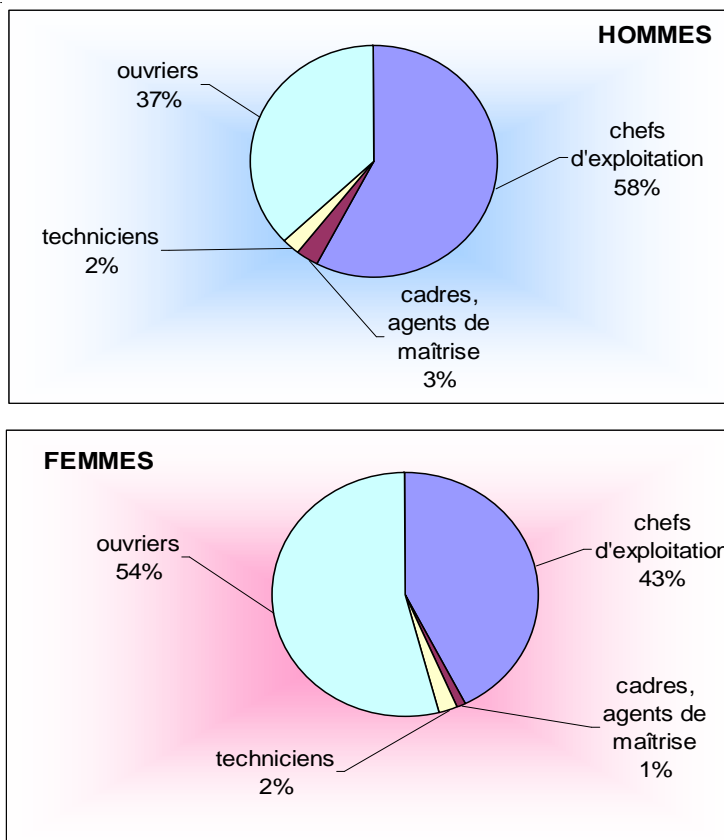 HOMMES
ouvriers
37%
chefs
d'exploitation
58%
techniciens
2%
cadres,
agents de
maîtrise
3%
FEMMES
ouvriers
54%
chefs
d'exploitation
43%
cadres,
agents de
maîtrise
1%
techniciens
2%